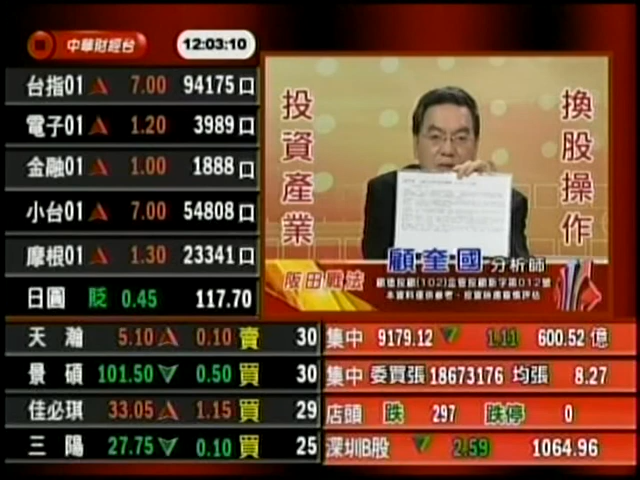 中華財經台
12:03:10
台指01 7.00 94175口
電子01 1.20 3989口
金融01 1.00 1888口
小台01 7.00 54808口
摩根01 1.30 23341口
日圓 貶 0.45 117.70
投資產業
換股操作
顧奎國 分析師
阪田戰法
本資料僅供參考
天瀚 5.10 0.10 賣 30
景碩 101.50 0.50 買 30
佳必琪 33.05 1.15 買 29
三陽 27.75 0.10 買 25
集中 9179.12 1.11 600.52 億
集中 委買張 18673176 均張 8.27
店頭 跌 297 跌停 0
深圳B股 2.59 1064.96